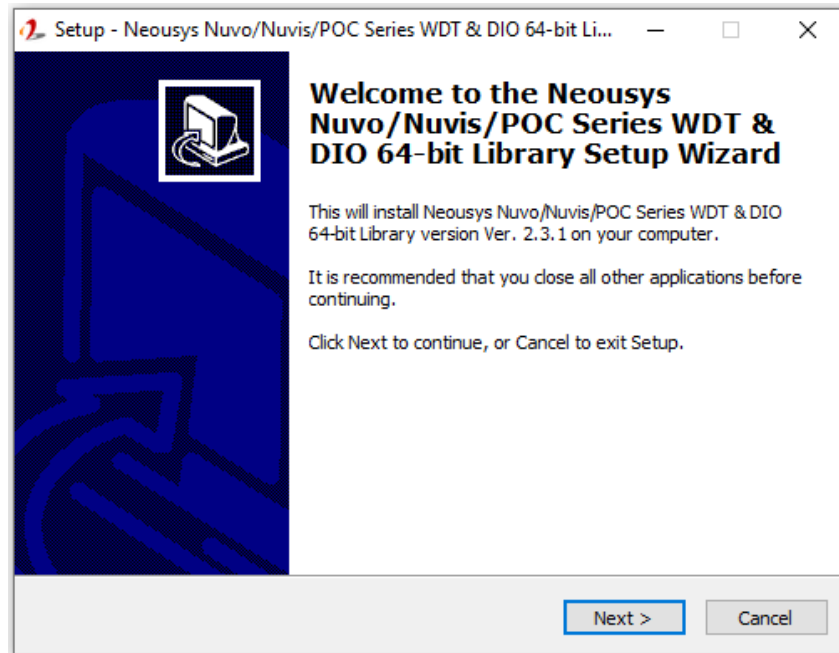 Setup - Neousys Nuvo/Nuvis/POC Series WDT & DIO 64-bit Li...
Welcome to the Neousys
Nuvo/Nuvis/POC Series WDT &
DIO 64-bit Library Setup Wizard
This will install Neousys Nuvo/Nuvis/POC Series WDT & DIO
64-bit Library version Ver. 2.3.1 on your computer.
It is recommended that you close all other applications before
continuing.
Click Next to continue, or Cancel to exit Setup.
Next >
Cancel